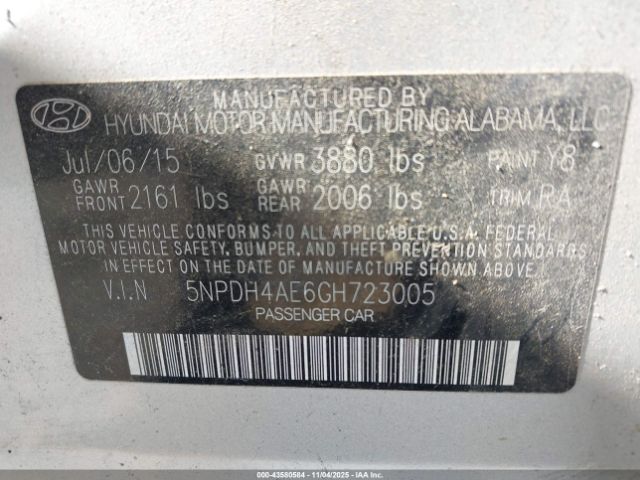 MANUFACTURED BY
HYUNDAI MOTOR MANUFACTURING ALABAMA, LLC
Jul/06/15 GVWR 3880 lbs PAINT Y8
GAWR FRONT 2161 lbs GAWR REAR 2006 lbs TRIM RA
THIS VEHICLE CONFORMS TO ALL APPLICABLE U.S.A. FEDERAL
MOTOR VEHICLE SAFETY, BUMPER, AND THEFT PREVENTION STANDARDS
IN EFFECT ON THE DATE OF MANUFACTURE SHOWN ABOVE.
V.I.N 5NPDH4AE6GH723005
PASSENGER CAR
000-43580584 - 11/04/2025 - IAAI.COM